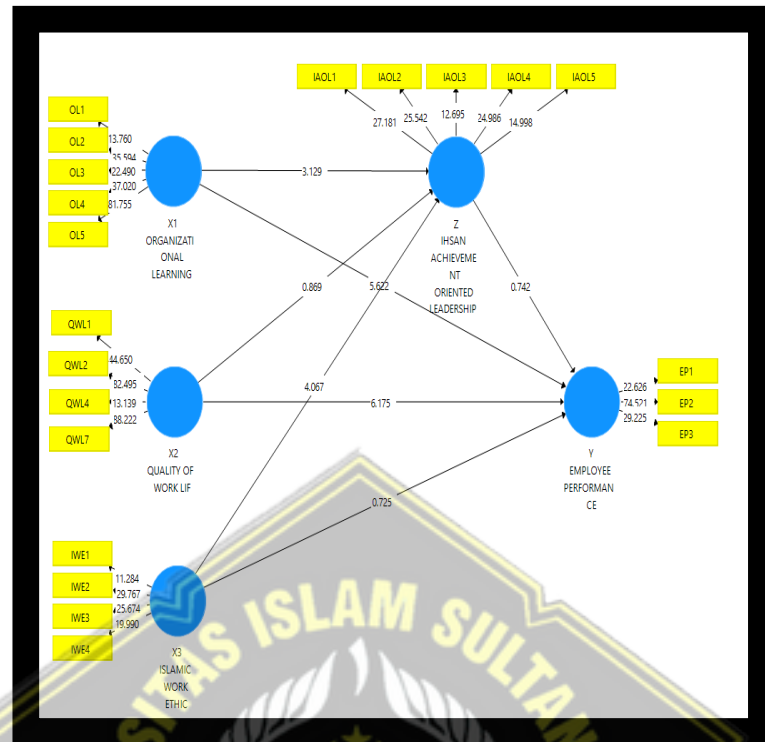 IAOL1 IAOL2 IAOL3 IAOL4 IAOL5
27.181 25.542 12.695 24.986 14.998
OL1
OL2
OL3
OL4
OL5
13.760
35.594
22.490
37.020
81.755
X1
ORGANIZATI
ONAL
LEARNING
3.129
Z
IHSAN
ACHIEVEME
NT
ORIENTED
LEADERSHIP
0.869
5.622
0.742
QWL1
QWL2
QWL4
QWL7
44.650
82.495
13.139
88.222
X2
QUALITY OF
WORK LIF
4.067
6.175
EP1
EP2
EP3
22.626
74.521
29.225
Y
EMPLOYEE
PERFORMAN
CE
0.725
IWE1
IWE2
IWE3
IWE4
11.284
29.767
25.674
19.990
X3
ISLAMIC
WORK
ETHIC
SITAS ISLAM SULTAN